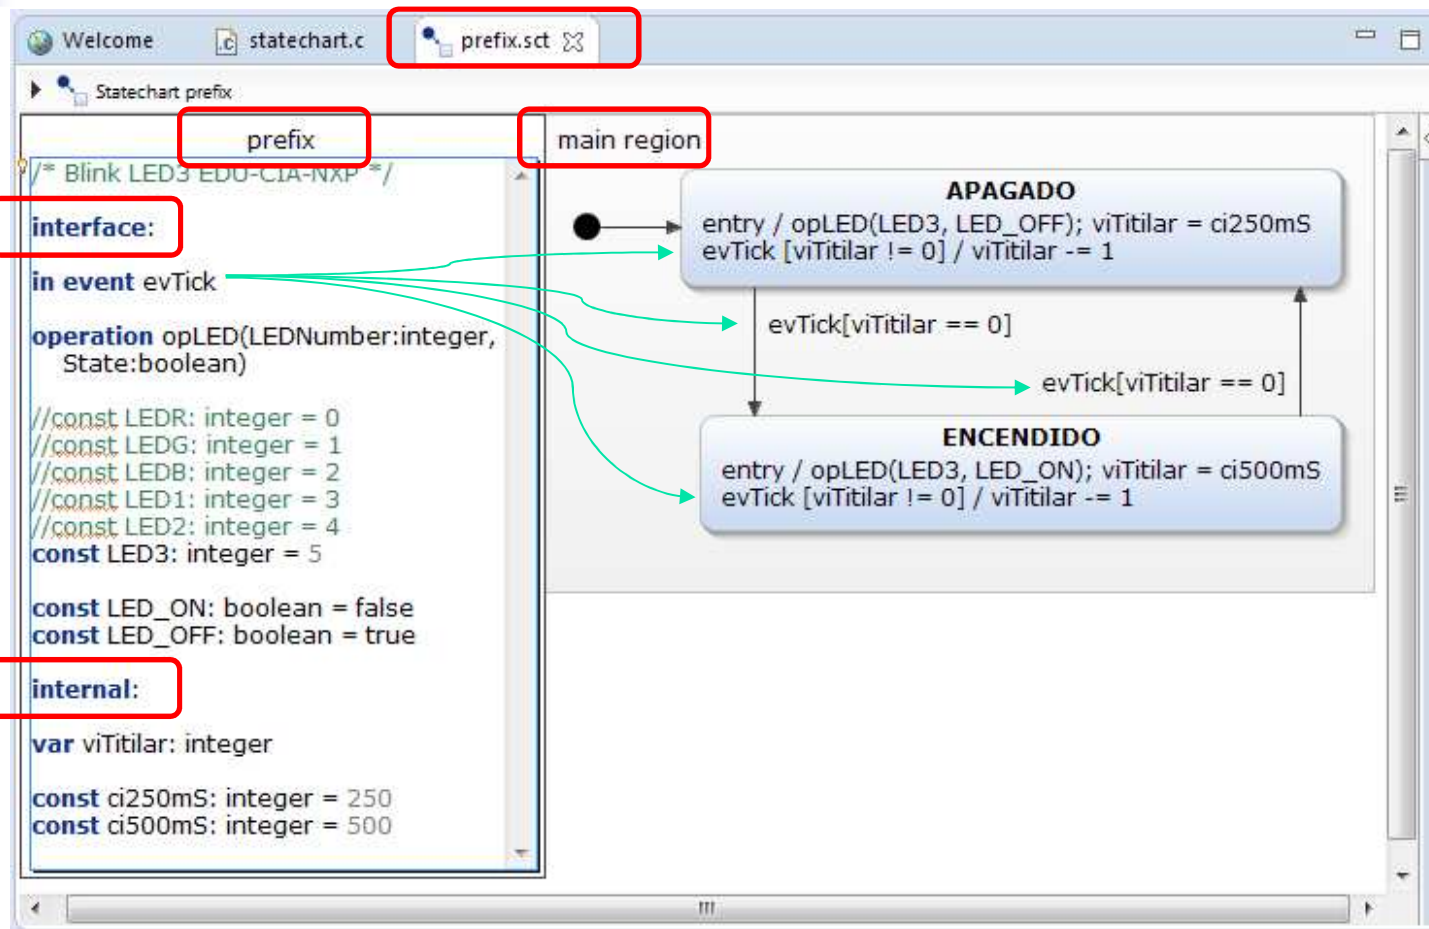 Welcome
statechart.c
prefix.sct
Statechart prefix
prefix
/* Blink LED3 EDU-CIA-NXP */
interface:
in event evTick
operation opLED(LEDNumber:integer,
State:boolean)
//const LEDR: integer = 0
//const LEDG: integer = 1
//const LEDB: integer = 2
//const LED1: integer = 3
//const LED2: integer = 4
const LED3: integer = 5
const LED_ON: boolean = false
const LED_OFF: boolean = true
internal:
var viTitilar: integer
const ci250mS: integer = 250
const ci500mS: integer = 500
main region
APAGADO
entry / opLED(LED3, LED_OFF); viTitilar = ci250mS
evTick [viTitilar != 0] / viTitilar -= 1
evTick[viTitilar == 0]
evTick[viTitilar == 0]
ENCENDIDO
entry / opLED(LED3, LED_ON); viTitilar = ci500mS
evTick [viTitilar != 0] / viTitilar -= 1